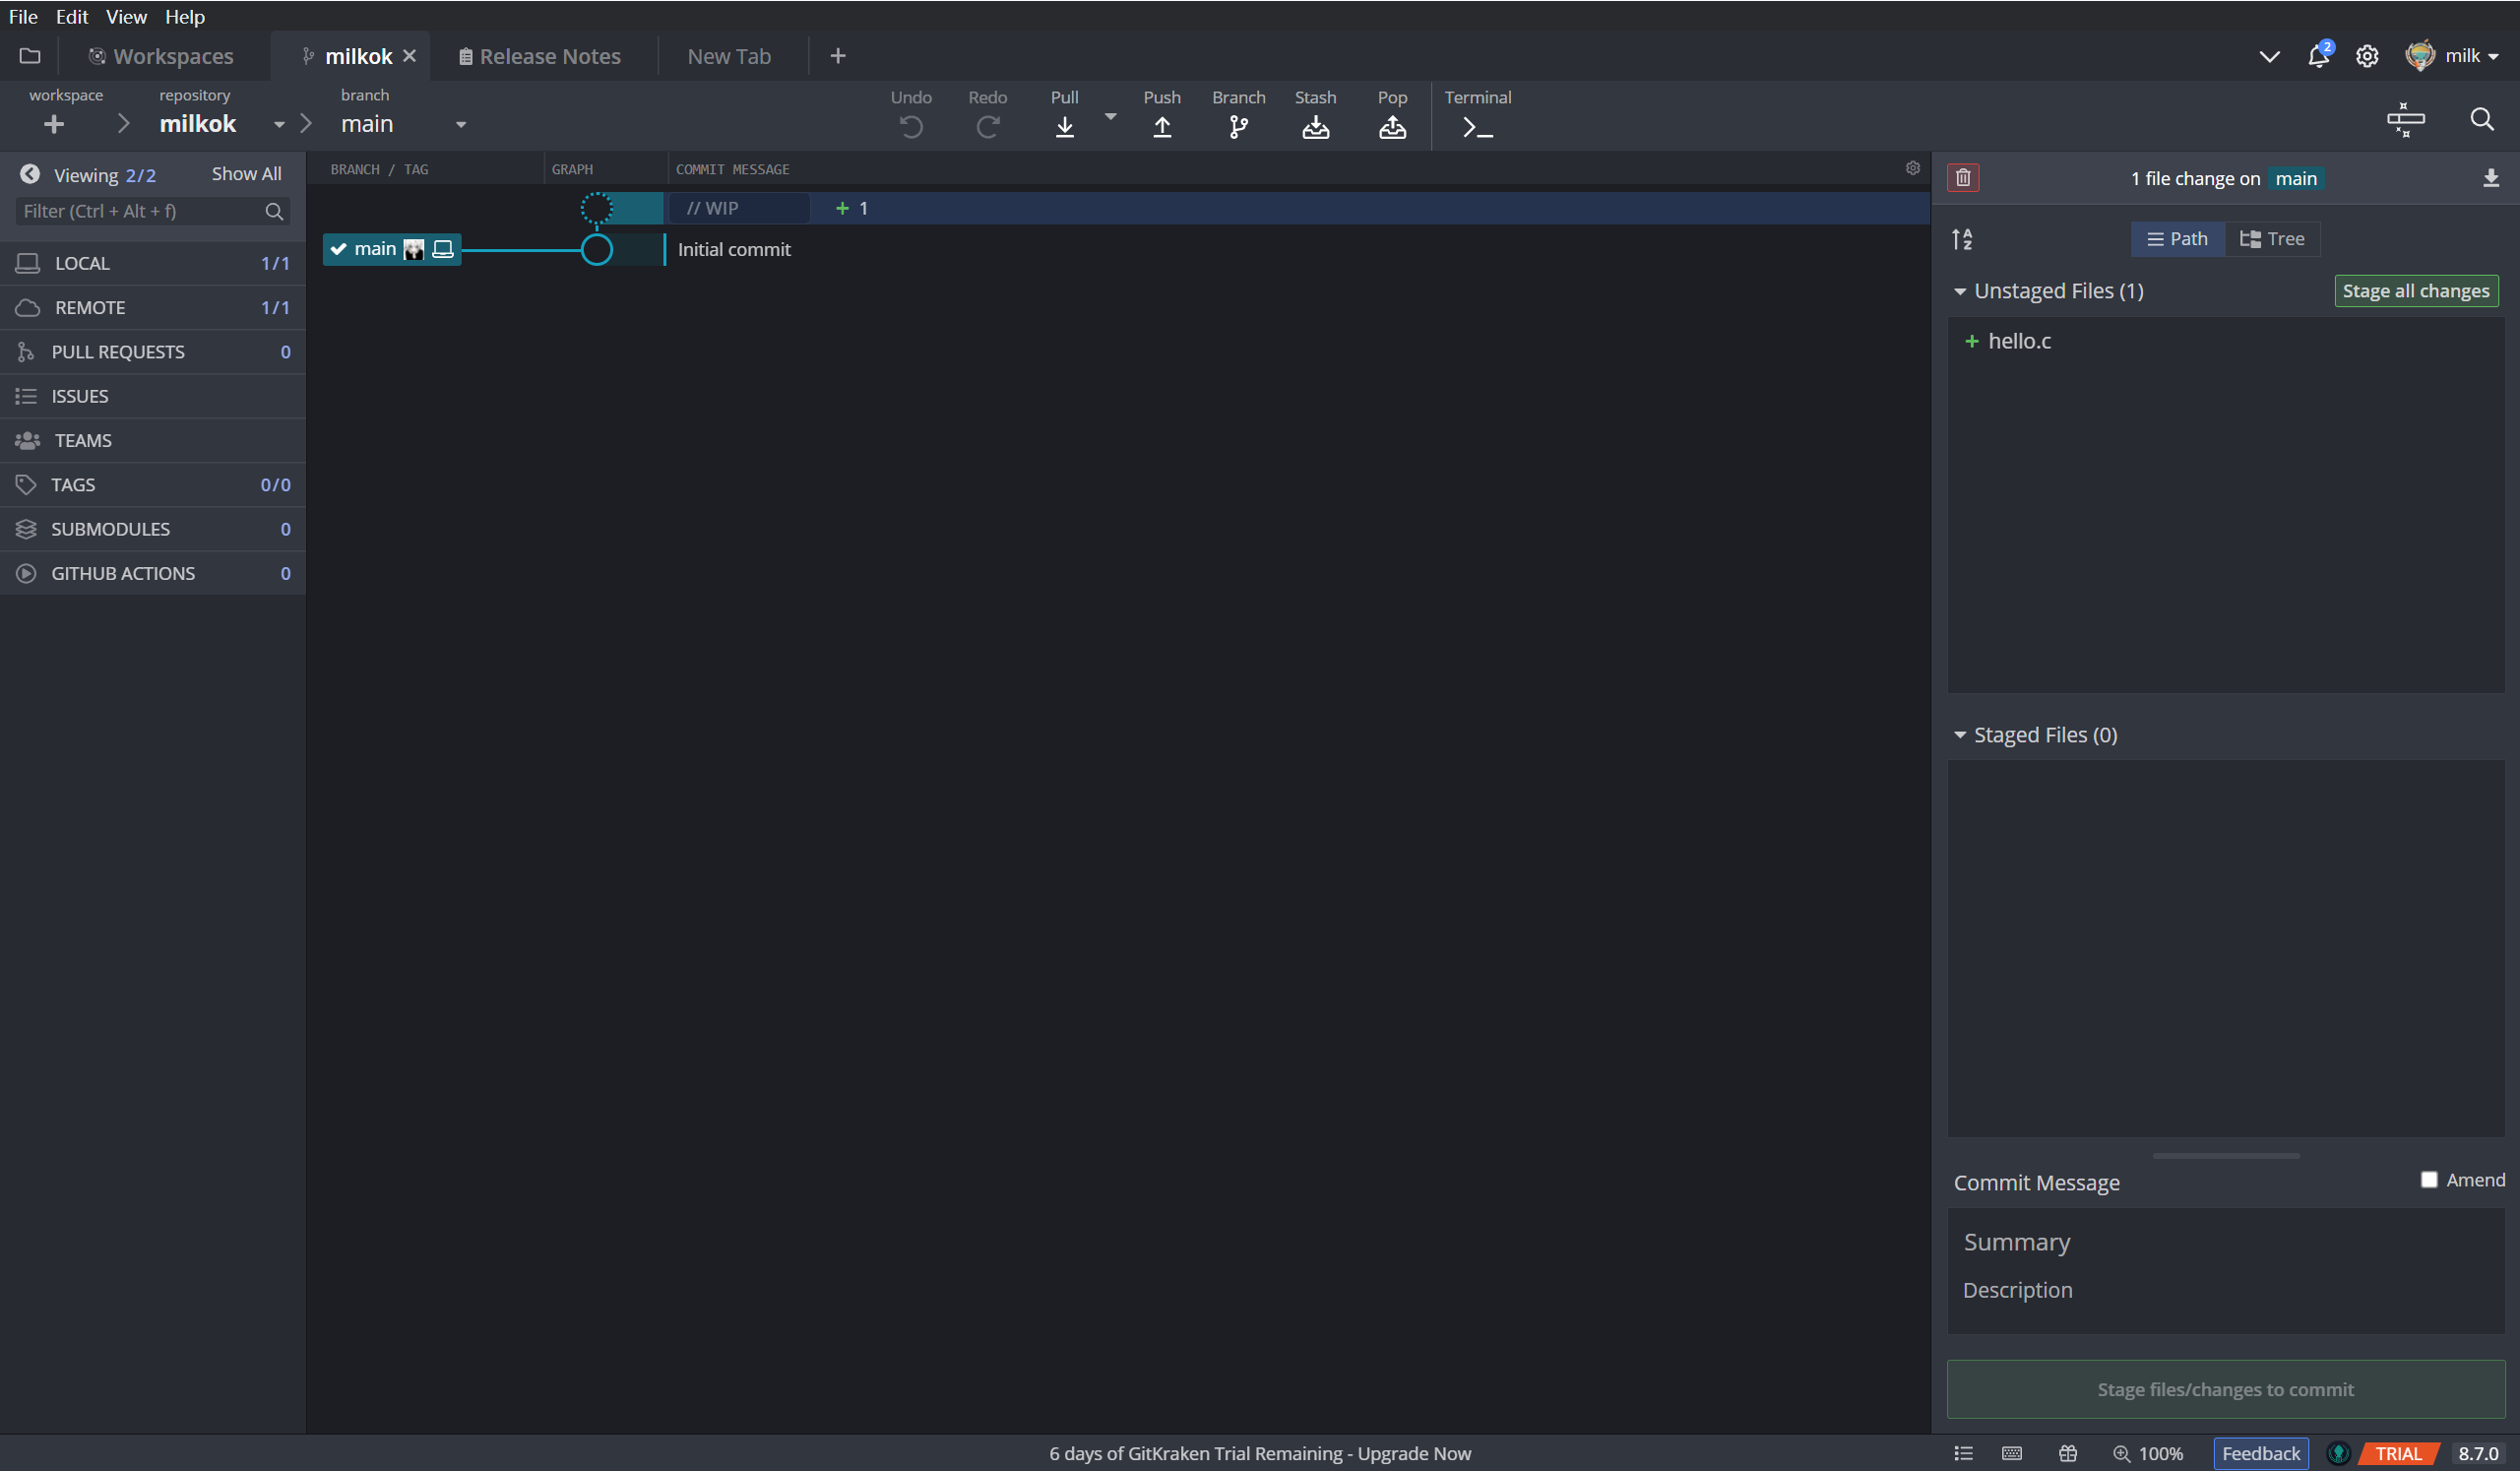 File Edit View Help
Workspaces milkok Release Notes New Tab 2 milk
workspace repository branch
milkok main
Undo Redo Pull Push Branch Stash Pop Terminal
Viewing 2/2 Show All
Filter (Ctrl + Alt + f)
LOCAL 1/1
REMOTE 1/1
PULL REQUESTS 0
ISSUES
TEAMS
TAGS 0/0
SUBMODULES 0
GITHUB ACTIONS 0
BRANCH / TAG GRAPH COMMIT MESSAGE
// WIP + 1
main Initial commit
1 file change on main
Path Tree
Unstaged Files (1) Stage all changes
+ hello.c
Staged Files (0)
Commit Message Amend
Summary
Description
Stage files/changes to commit
6 days of GitKraken Trial Remaining - Upgrade Now 100% Feedback TRIAL 8.7.0